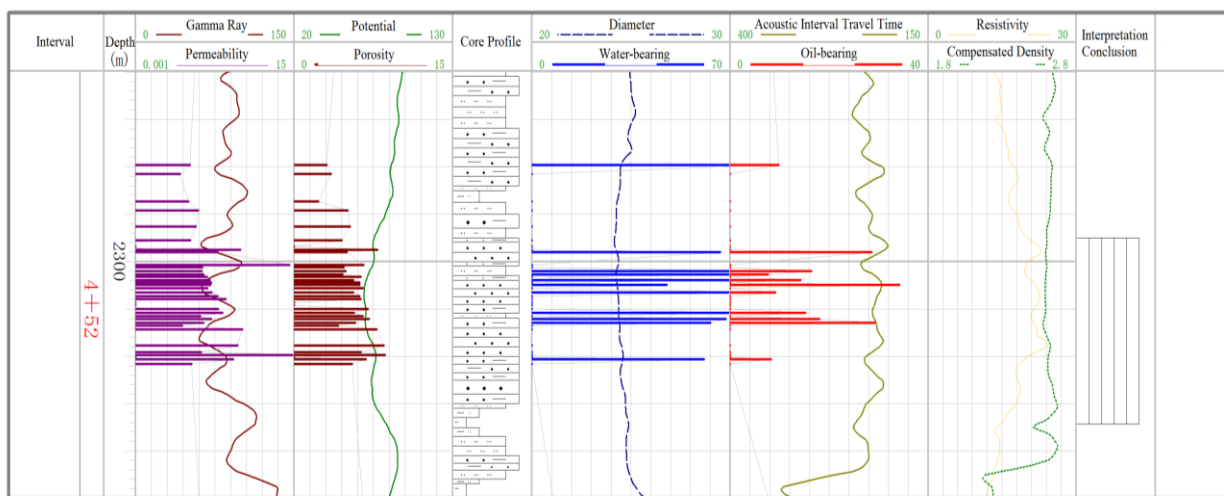 Interval
Depth
(m)
Gamma Ray
0 150
Permeability
0.001 15
Potential
20 130
Porosity
0 15
Core Profile
Diameter
20 30
Water-bearing
0 70
Acoustic Interval Travel Time
400 150
Oil-bearing
0 40
Resistivity
0 30
Compensated Density
1.8 2.8
Interpretation
Conclusion
2300
4+52